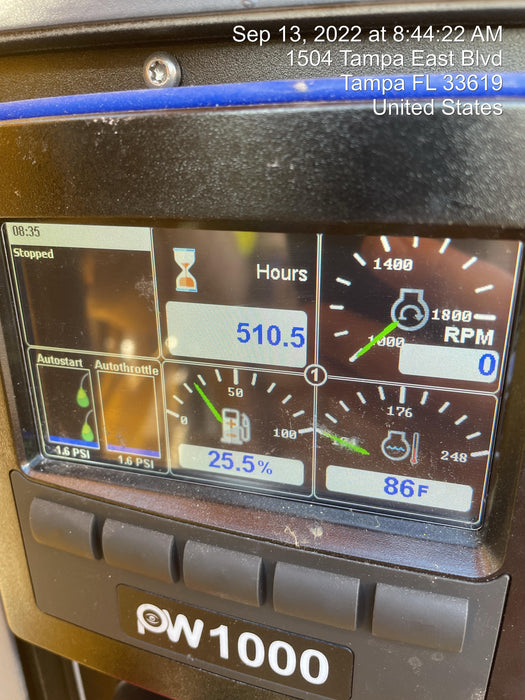 Sep 13, 2022 at 8:44:22 AM
1504 Tampa East Blvd
Tampa FL 33619
United States
08:35
Stopped
Hours
510.5
1400
1800
1000
RPM
0
1
Autostart
Autothrottle
1.6 PSI
1.6 PSI
0
50
100
25.5%
176
248
86F
PW1000